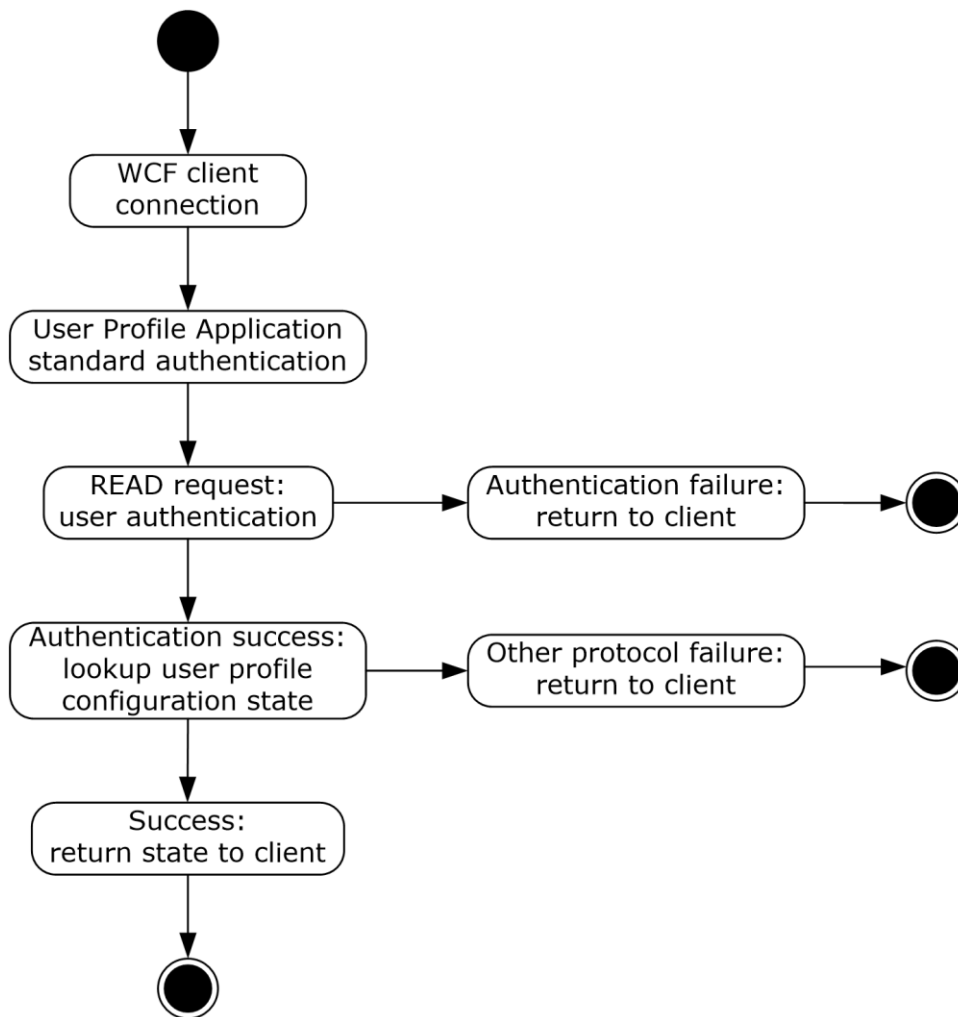 WCF client
connection
User Profile Application
standard authentication
READ request:
user authentication
Authentication failure:
return to client
Authentication success:
lookup user profile
configuration state
Other protocol failure:
return to client
Success:
return state to client